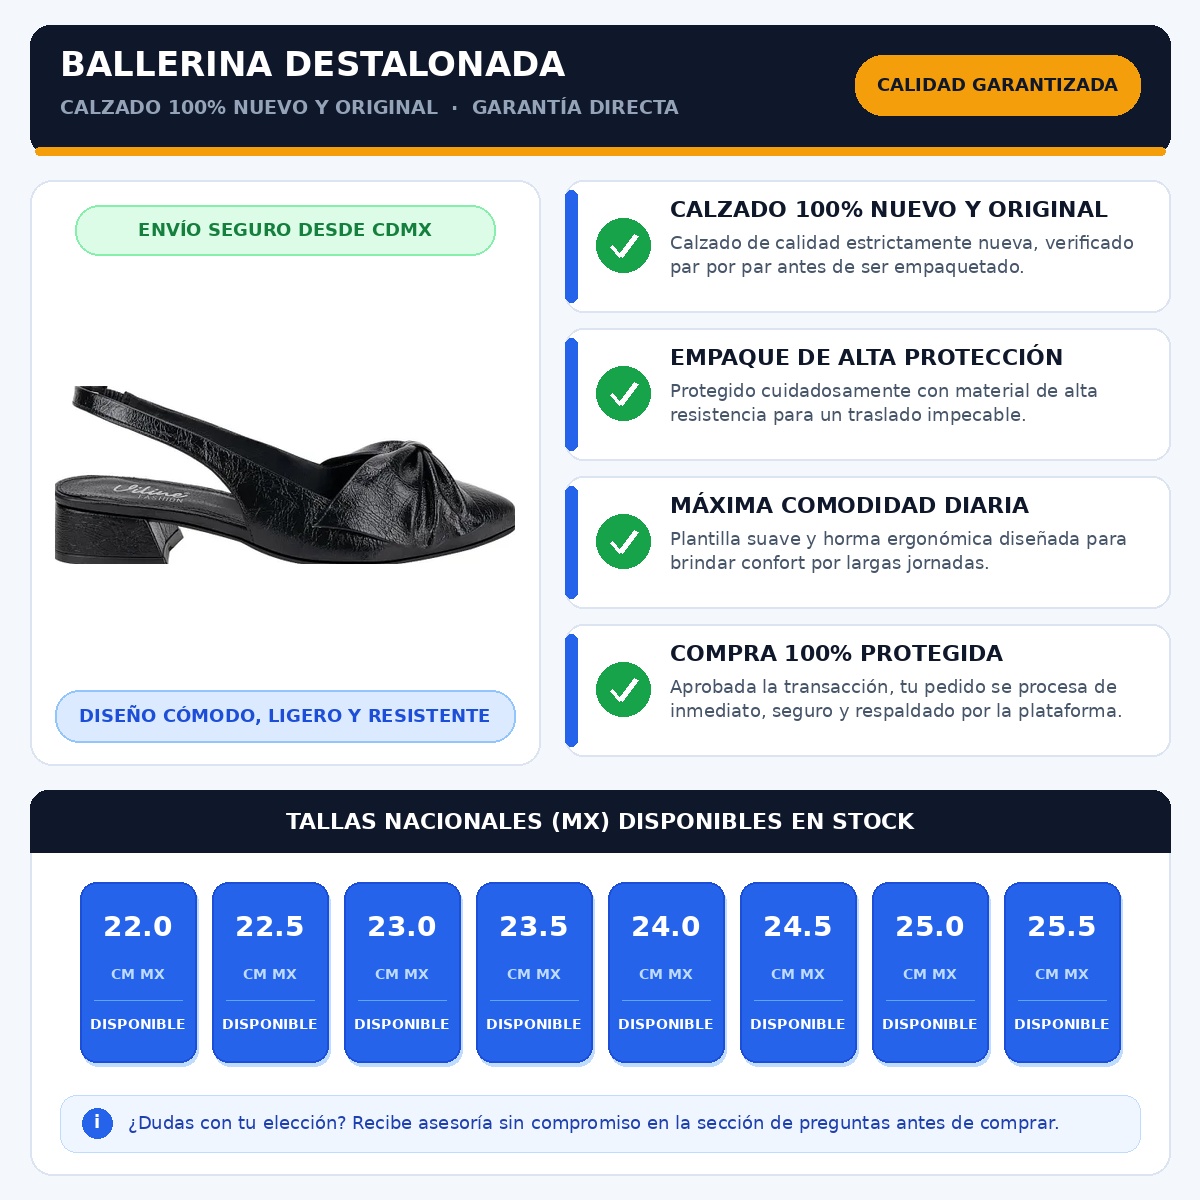 BALLERINA DESTALONADA
CALZADO 100% NUEVO Y ORIGINAL · GARANTÍA DIRECTA
CALIDAD GARANTIZADA
ENVÍO SEGURO DESDE CDMX
FASHION
DISEÑO CÓMODO, LIGERO Y RESISTENTE
CALZADO 100% NUEVO Y ORIGINAL
Calzado de calidad estrictamente nueva, verificado
par por par antes de ser empaquetado.
EMPAQUE DE ALTA PROTECCIÓN
Protegido cuidadosamente con material de alta
resistencia para un traslado impecable.
MÁXIMA COMODIDAD DIARIA
Plantilla suave y horma ergonómica diseñada para
brindar confort por largas jornadas.
COMPRA 100% PROTEGIDA
Aprobada la transacción, tu pedido se procesa de
inmediato, seguro y respaldado por la plataforma.
TALLAS NACIONALES (MX) DISPONIBLES EN STOCK
22.0 22.5 23.0 23.5 24.0 24.5 25.0 25.5
CM MX CM MX CM MX CM MX CM MX CM MX CM MX CM MX
DISPONIBLE DISPONIBLE DISPONIBLE DISPONIBLE DISPONIBLE DISPONIBLE DISPONIBLE DISPONIBLE
i ¿Dudas con tu elección? Recibe asesoría sin compromiso en la sección de preguntas antes de comprar.